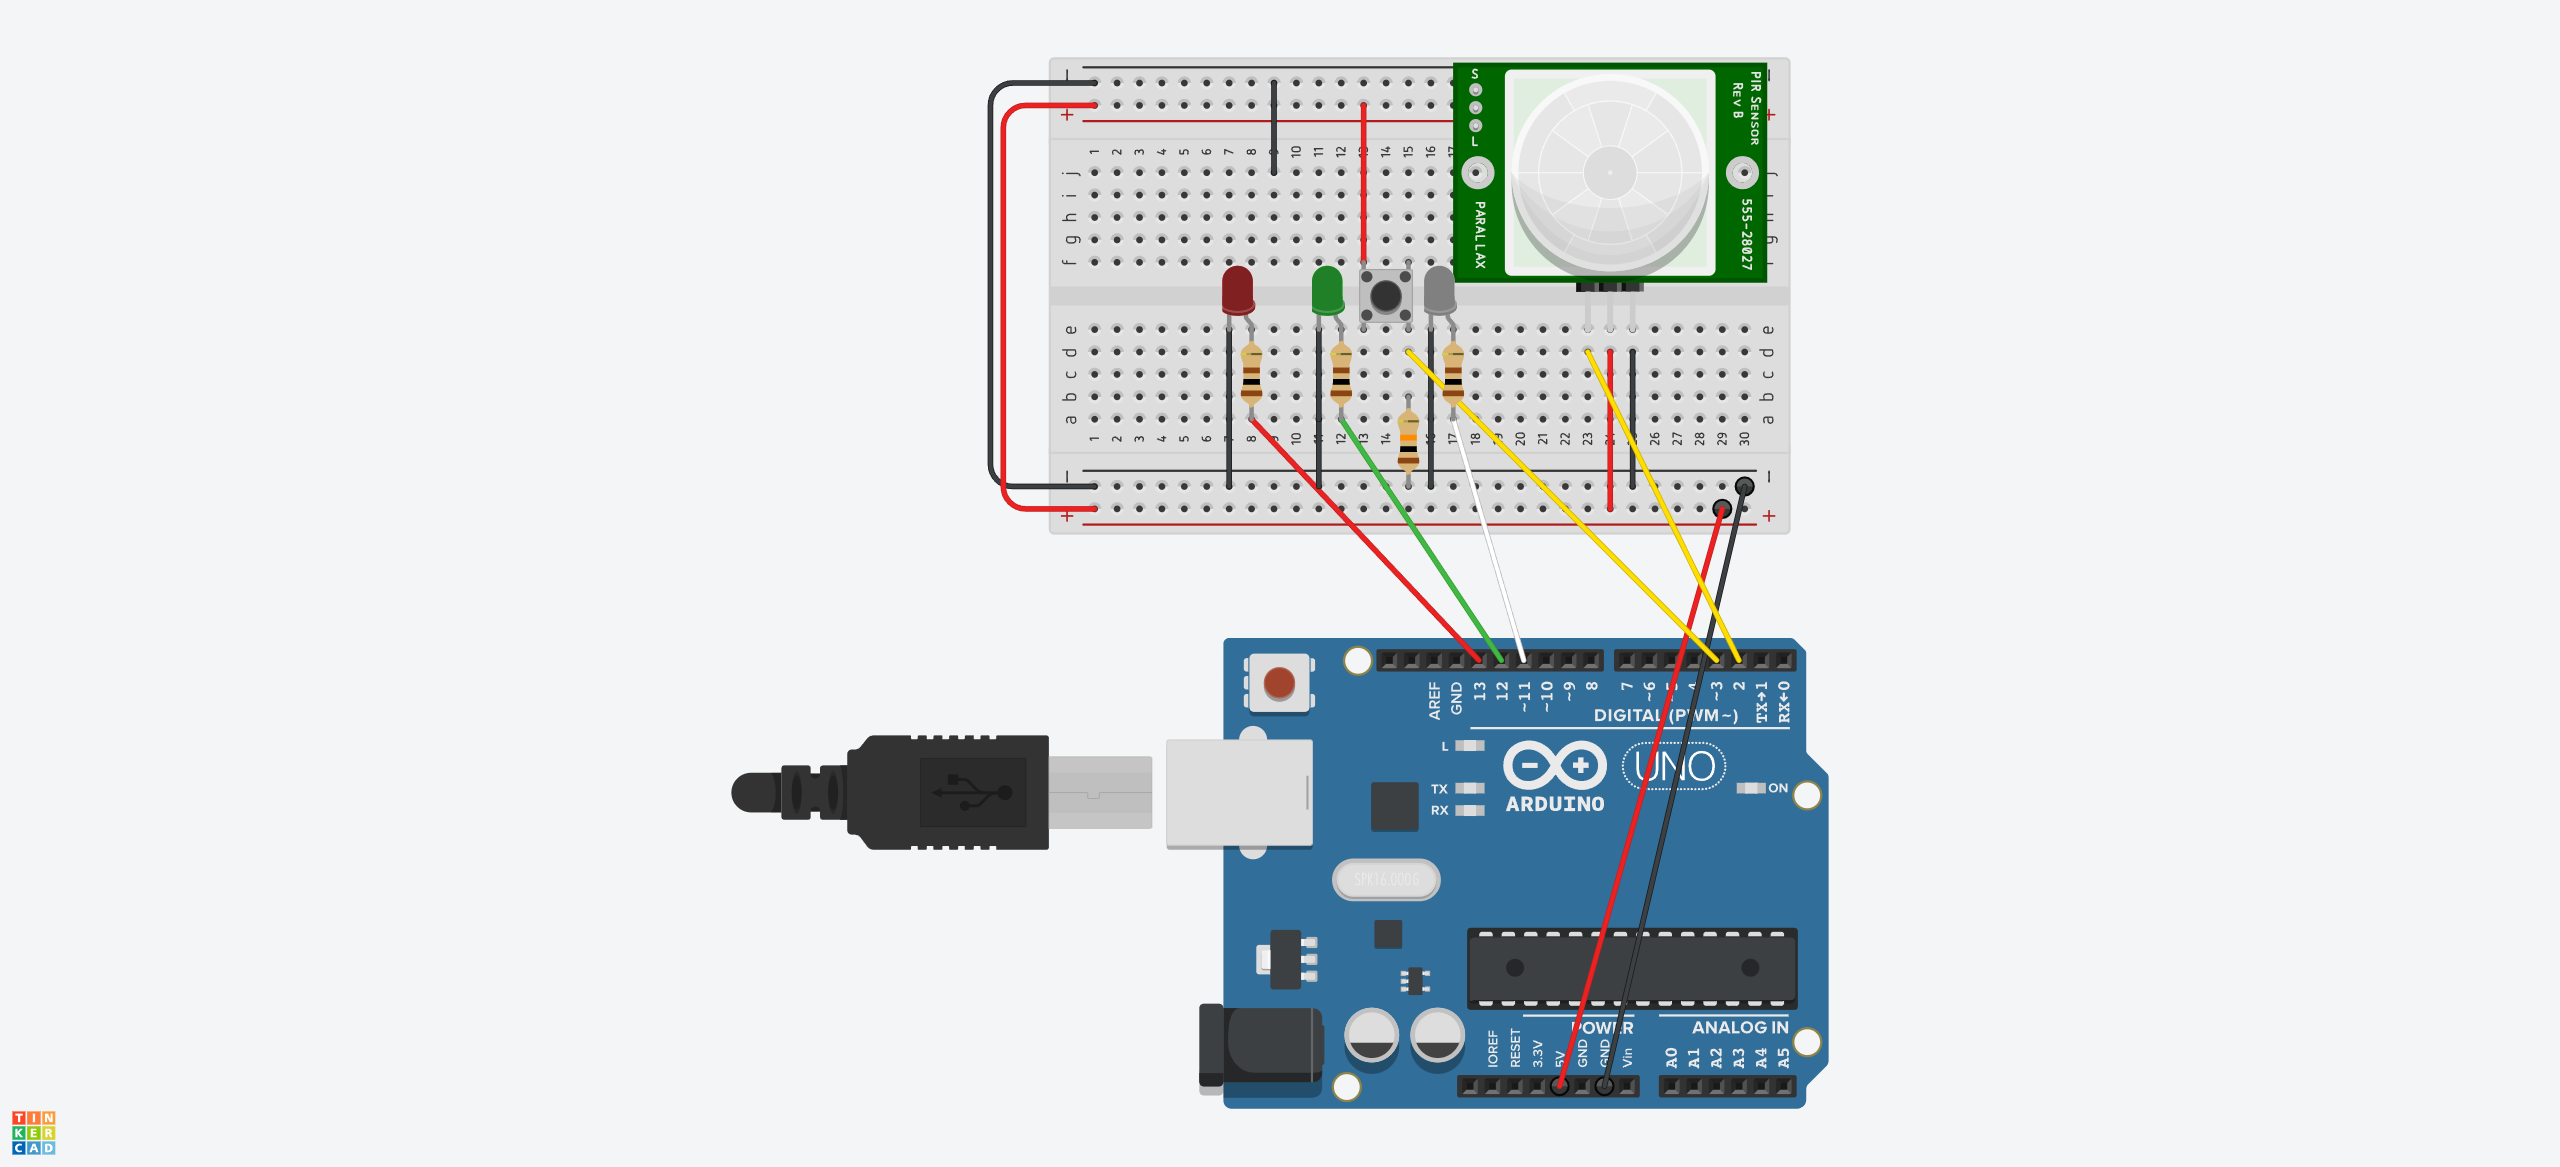 − −
+ +
S
L
PIR SENSOR
REV B
PARALLAX
555-28027
1 2 3 4 5 6 7 8 10 11 12 13 14 15 16 17
j j
i i
h h
g g
f f
e e
d d
c c
b b
a a
1 2 3 4 5 6 7 8 9 10 11 12 13 14 15 16 17 18 19 20 21 22 23 24 25 26 27 28 29 30
− −
+ +
AREF
GND
13
12
~11
~10
~9
8
7
~6
~5
4
~3
2
TX→1
RX←0
DIGITAL (PWM~)
L
TX
RX
UNO
ARDUINO
ON
SPK16.000G
POWER
ANALOG IN
IOREF
RESET
3.3V
5V
GND
GND
Vin
A0
A1
A2
A3
A4
A5
TIN
KER
CAD